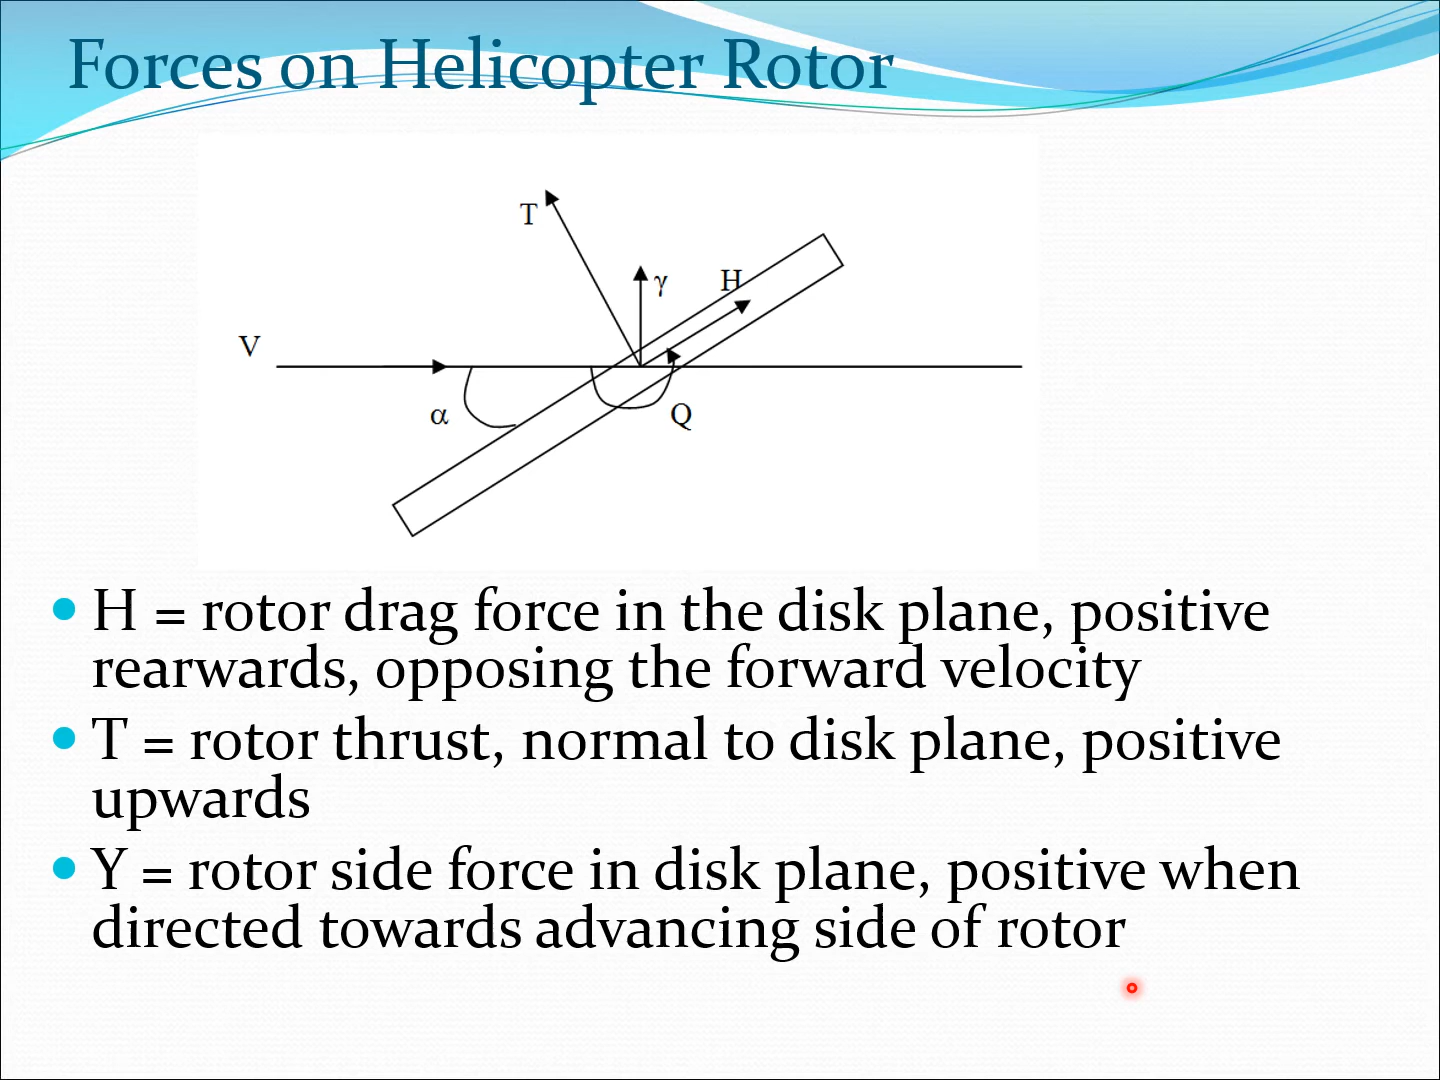 Forces on Helicopter Rotor
T
γ
H
V
α
Q
H = rotor drag force in the disk plane, positive
rearwards, opposing the forward velocity
T = rotor thrust, normal to disk plane, positive
upwards
Y = rotor side force in disk plane, positive when
directed towards advancing side of rotor